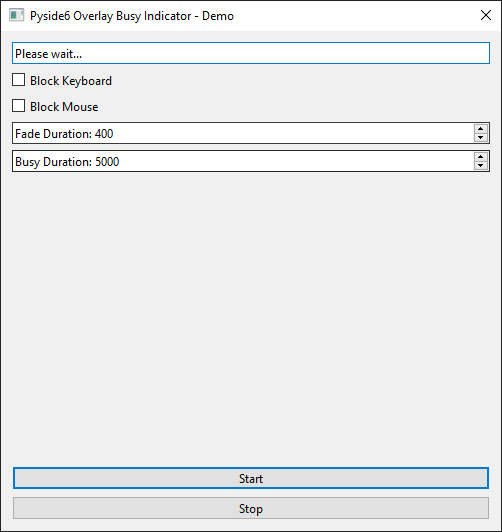 Pyside6 Overlay Busy Indicator - Demo
Please wait...
Block Keyboard
Block Mouse
Fade Duration: 400
Busy Duration: 5000
Start
Stop